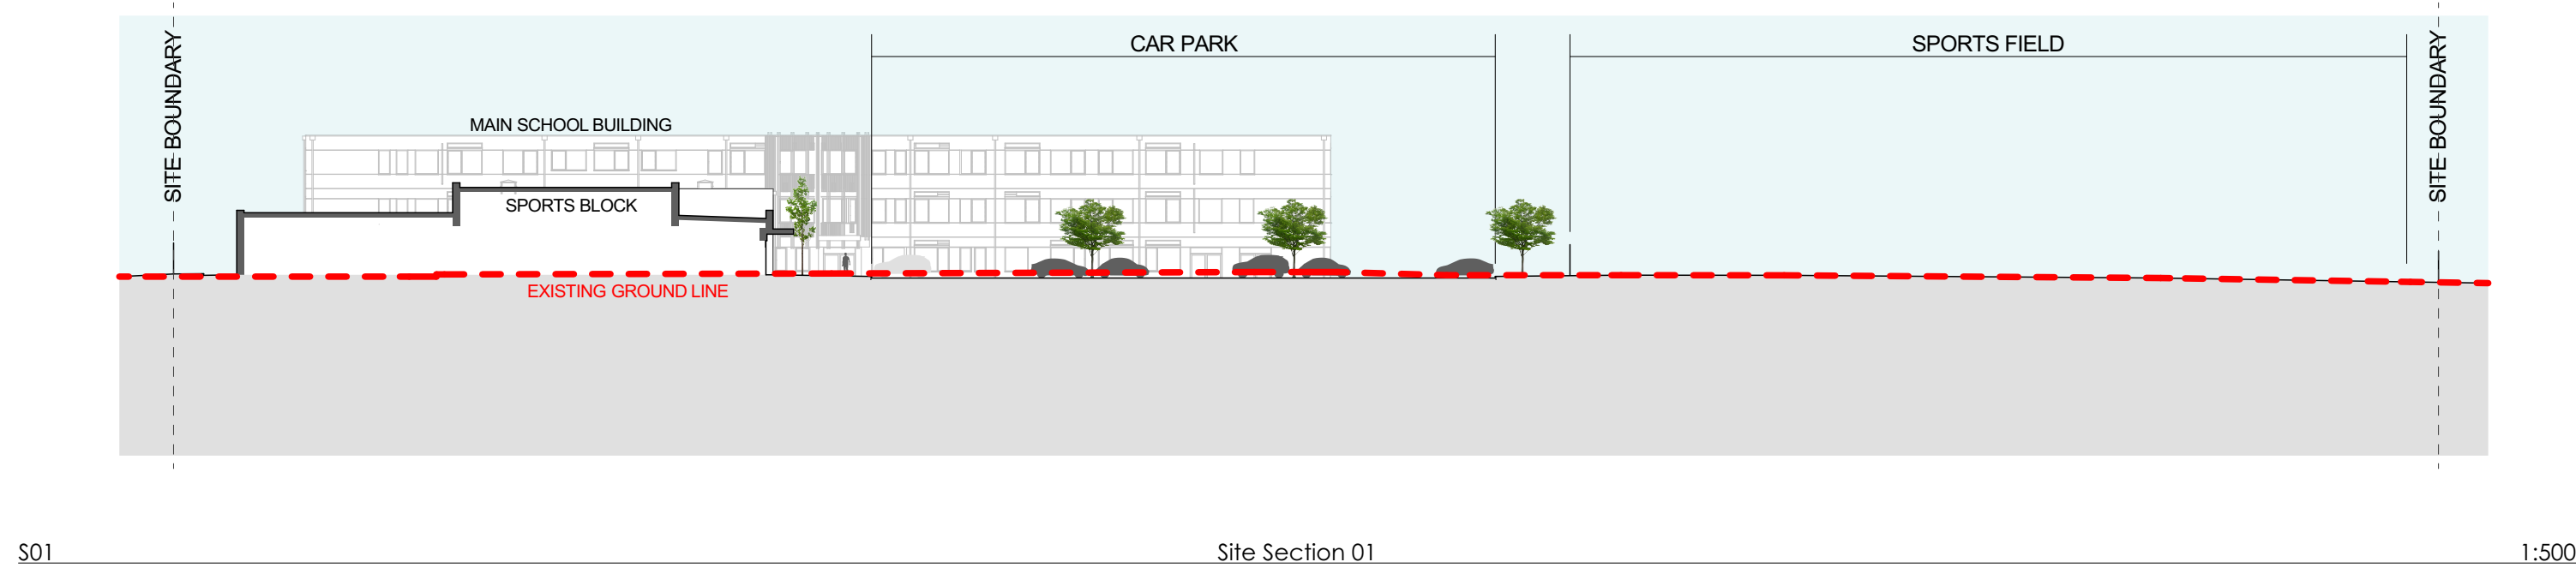 SITE BOUNDARY
CAR PARK
SPORTS FIELD
SITE BOUNDARY
MAIN SCHOOL BUILDING
SPORTS BLOCK
EXISTING GROUND LINE
S01
Site Section 01
1:500